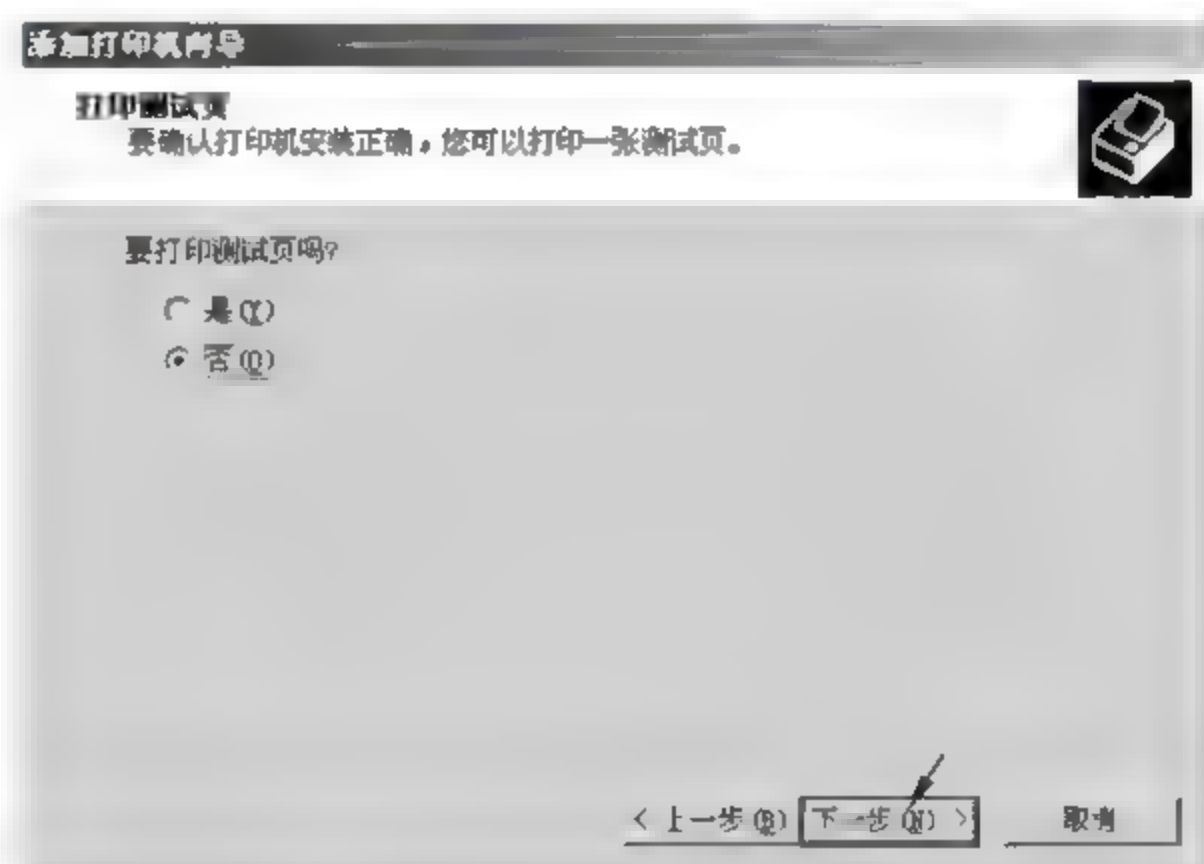 添加打印机向导
打印测试页
要确认打印机安装正确，您可以打印一张测试页。
要打印测试页吗?
是(Y)
否(O)
< 上一步(B)
下一步(N) >
取消